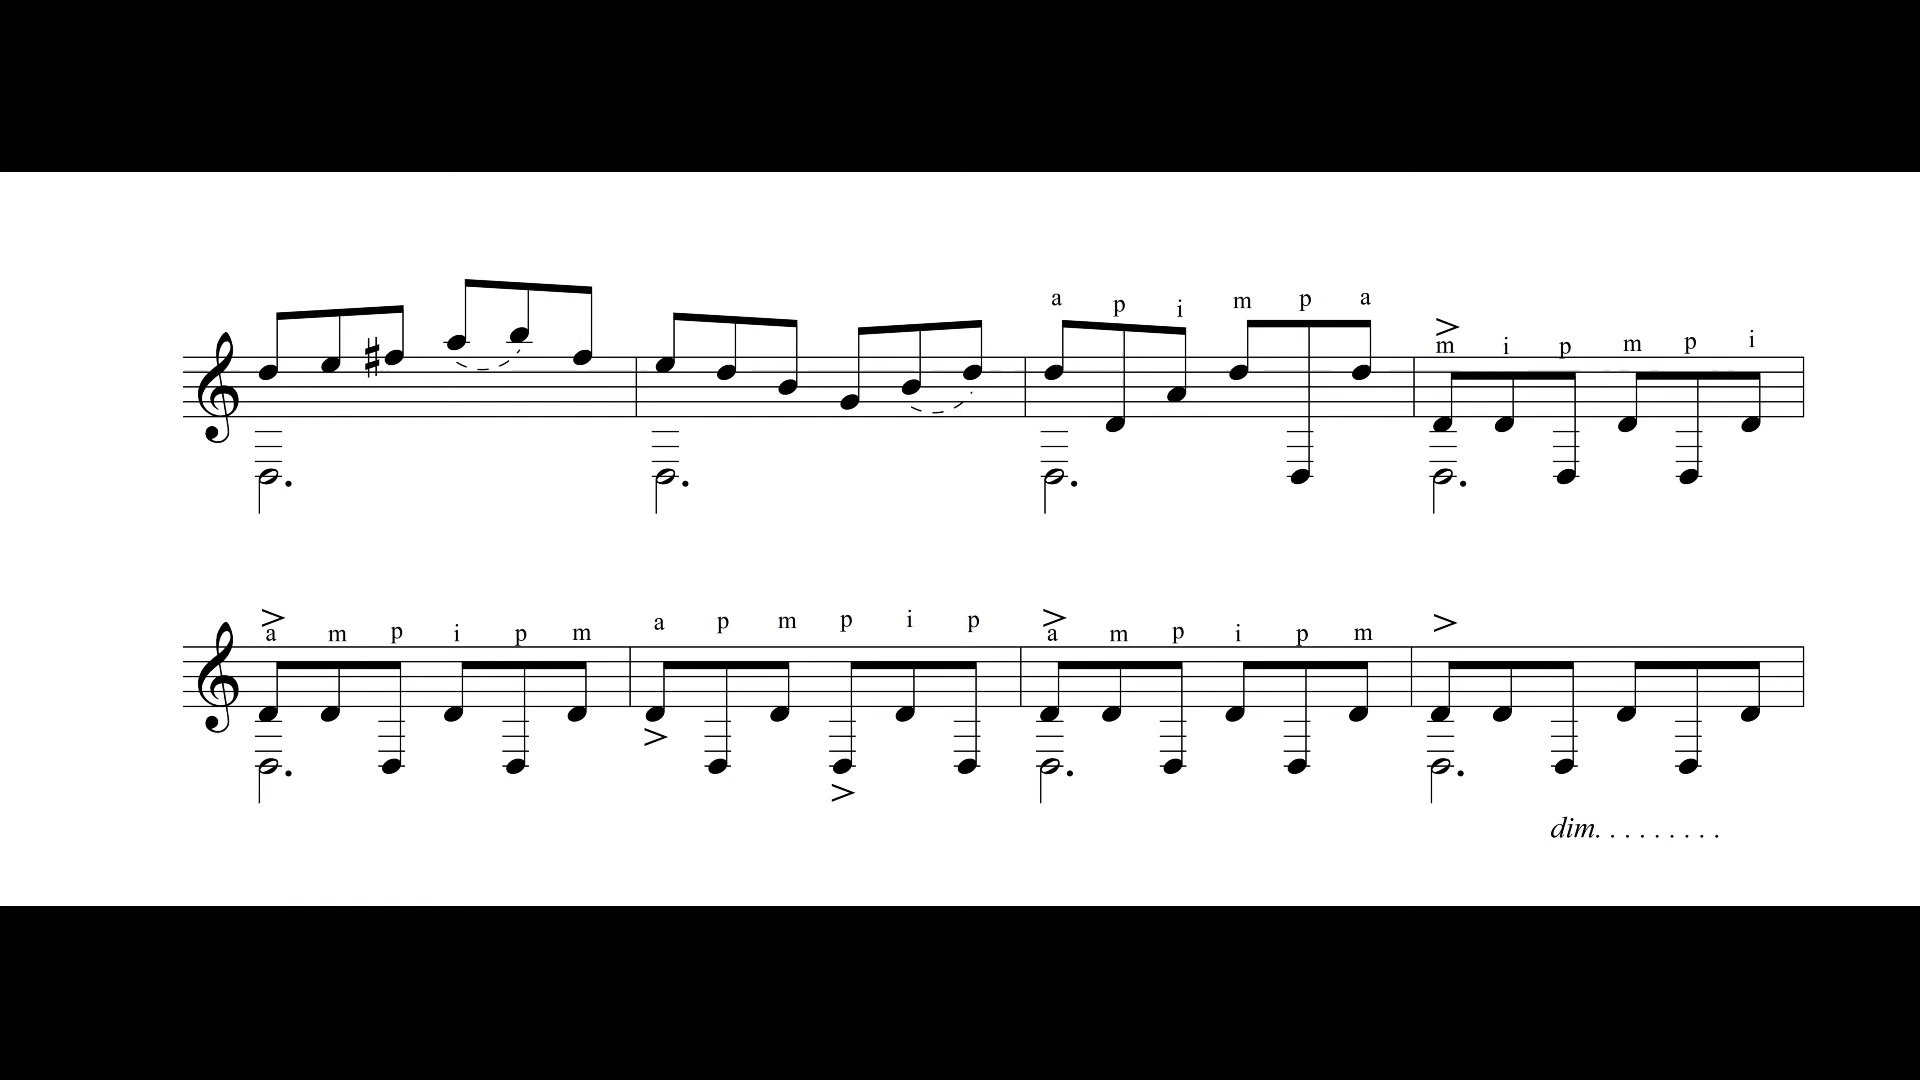 a p i m p a
m i p m p i
a m p i p m a p m p i p a m p i p m
dim. . . . . . . . .